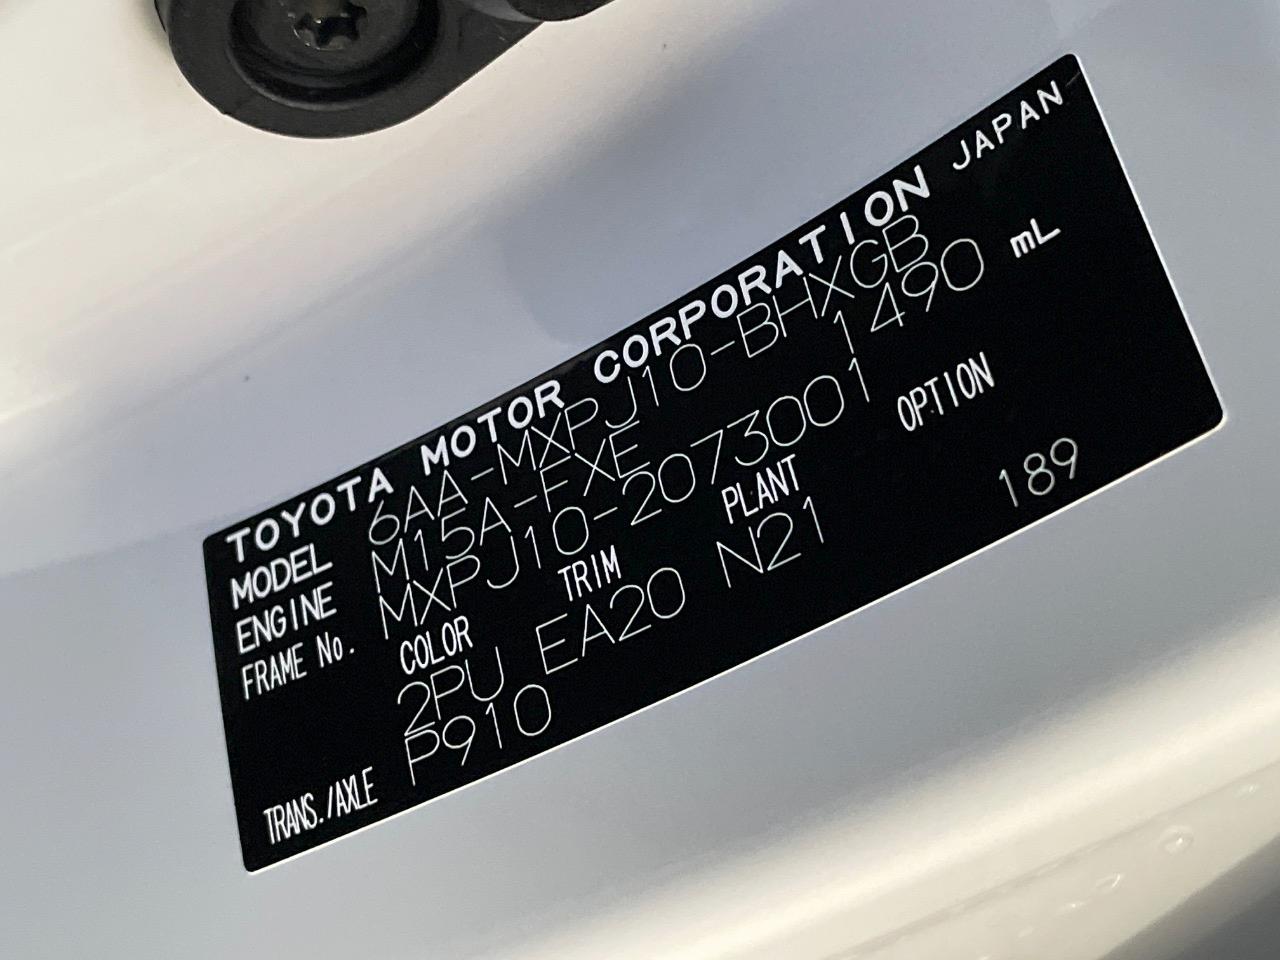 TOYOTA MOTOR CORPORATION JAPAN
MODEL 6AA-MXPJ10-BHXGB
ENGINE M15A-FXE 1490 mL
FRAME No. MXPJ10-2073001
COLOR TRIM PLANT OPTION
2PU EA20 N21 189
TRANS./AXLE P910